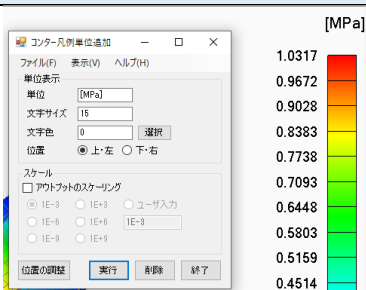 コンター凡例単位追加
ファイル(F) 表示(V) ヘルプ(H)
単位表示
単位 [MPa]
文字サイズ 15
文字色 0 選択
位置 上・左 下・右
スケール
アウトプットのスケーリング
1E-3 1E+3 ユーザ入力
1E-6 1E+6 1E-3
1E-9 1E+9
位置の調整 実行 削除 終了
[MPa]
1.0317
0.9672
0.9028
0.8383
0.7738
0.7093
0.6448
0.5803
0.5159
0.4514